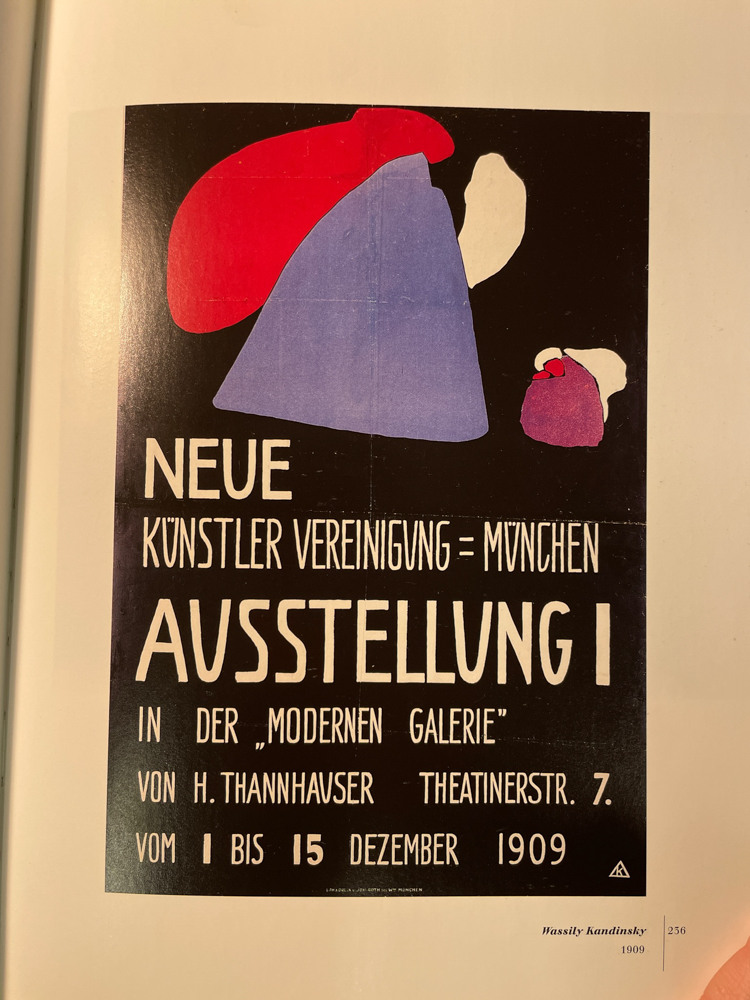 NEUE
KÜNSTLER VEREINIGUNG = MÜNCHEN
AUSSTELLUNG I
IN DER „MODERNEN GALERIE”
VON H. THANNHAUSER THEATINERSTR. 7.
VOM 1 BIS 15 DEZEMBER 1909
MÜNCHEN
Wassily Kandinsky 236
1909